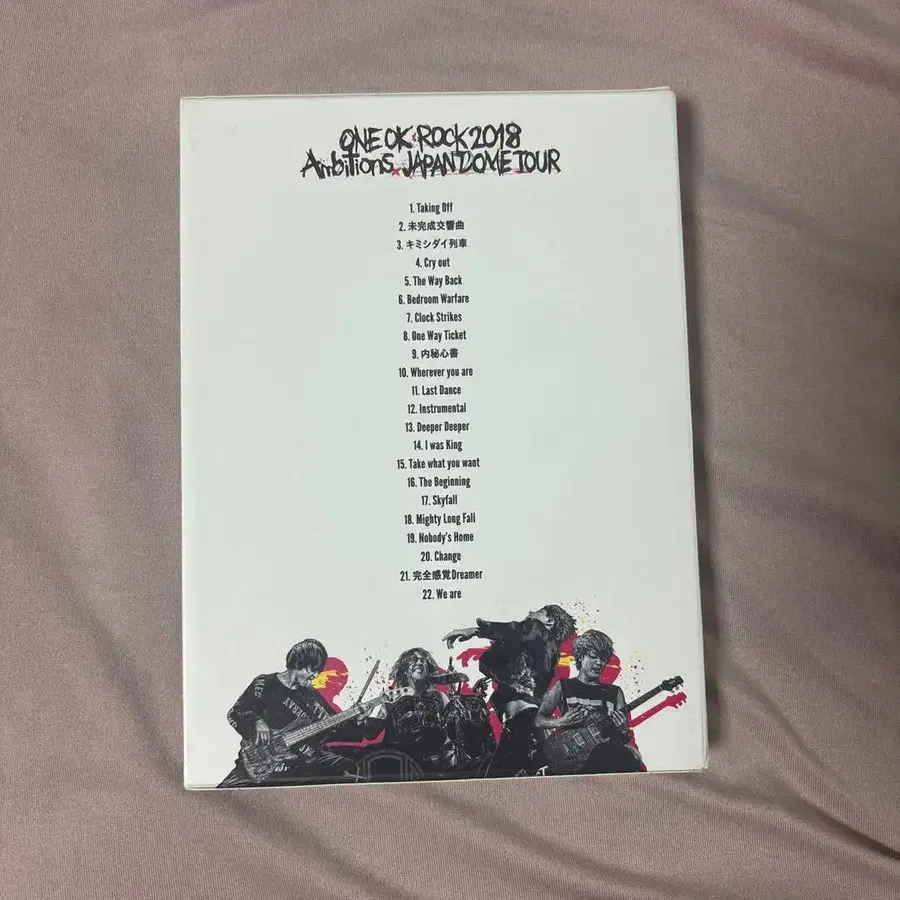 ONE OK ROCK 2018
Ambitions JAPAN DOME TOUR
1. Taking Off
2. 未完成交響曲
3. キミシダイ列車
4. Cry out
5. The Way Back
6. Bedroom Warfare
7. Clock Strikes
8. One Way Ticket
9. 内秘心書
10. Wherever you are
11. Last Dance
12. Instrumental
13. Deeper Deeper
14. I was King
15. Take what you want
16. The Beginning
17. Skyfall
18. Mighty Long Fall
19. Nobody's Home
20. Change
21. 完全感覚Dreamer
22. We are